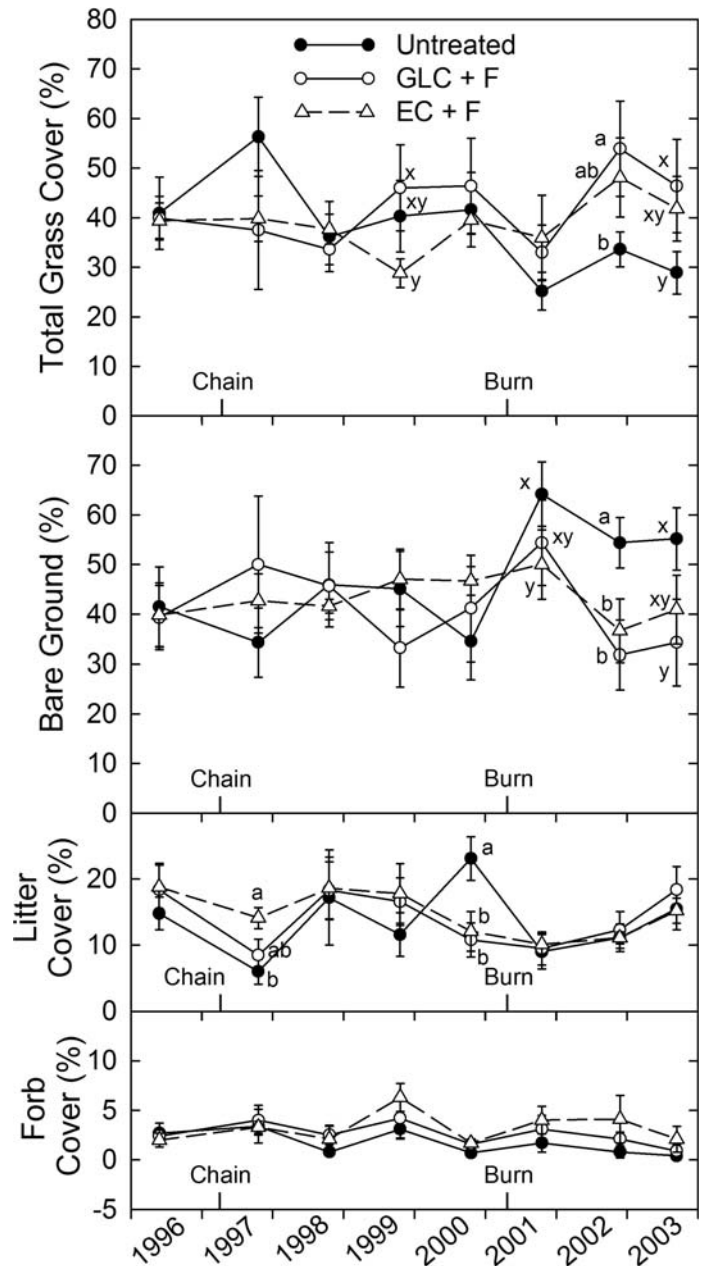 80
70
60
50
40
30
20
10
0
Total Grass Cover (%)
Untreated
GLC + F
EC + F
x
xy
y
a
ab
b
x
xy
y
Chain
Burn
70
60
50
40
30
20
10
0
Bare Ground (%)
x
xy
y
a
b
b
x
xy
y
Chain
Burn
20
10
0
Litter
Cover (%)
a
ab
b
a
b
b
Chain
Burn
10
5
0
-5
Forb
Cover (%)
Chain
Burn
1996
1997
1998
1999
2000
2001
2002
2003